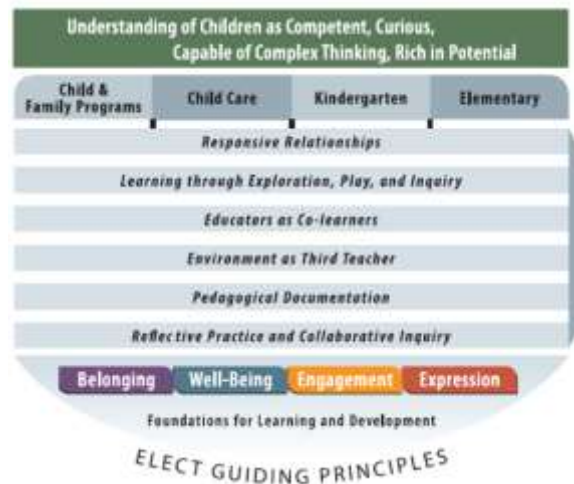 Understanding of Children as Competent, Curious,
Capable of Complex Thinking, Rich in Potential
Child &
Family Programs
Child Care
Kindergarten
Elementary
Responsive Relationships
Learning through Exploration, Play, and Inquiry
Educators as Co-learners
Environment as Third Teacher
Pedagogical Documentation
Reflective Practice and Collaborative Inquiry
Belonging
Well-Being
Engagement
Expression
Foundations for Learning and Development
ELECT GUIDING PRINCIPLES